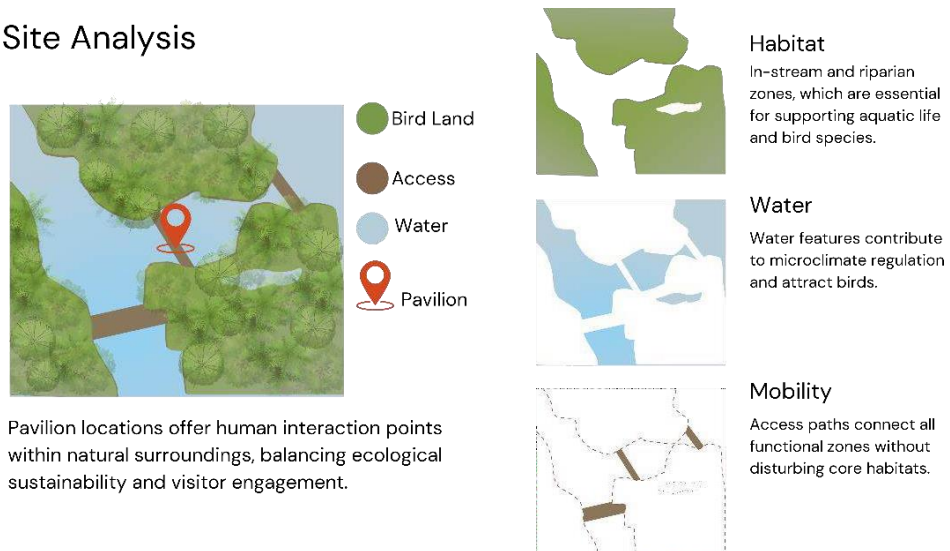 Site Analysis
Bird Land
Access
Water
Pavilion
Pavilion locations offer human interaction points
within natural surroundings, balancing ecological
sustainability and visitor engagement.
Habitat
In-stream and riparian
zones, which are essential
for supporting aquatic life
and bird species.
Water
Water features contribute
to microclimate regulation
and attract birds.
Mobility
Access paths connect all
functional zones without
disturbing core habitats.